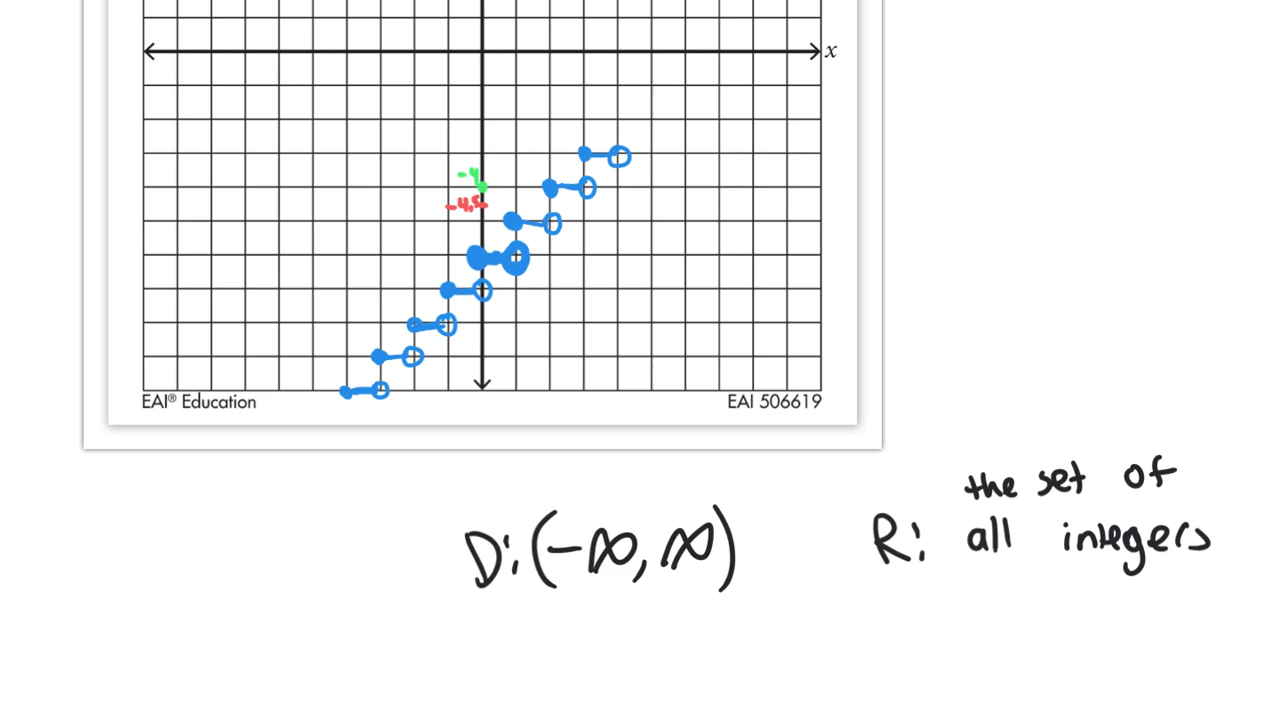 x
-4
-4.5
EAI® Education
EAI 506619
D: (-∞, ∞)
R: the set of
all integers